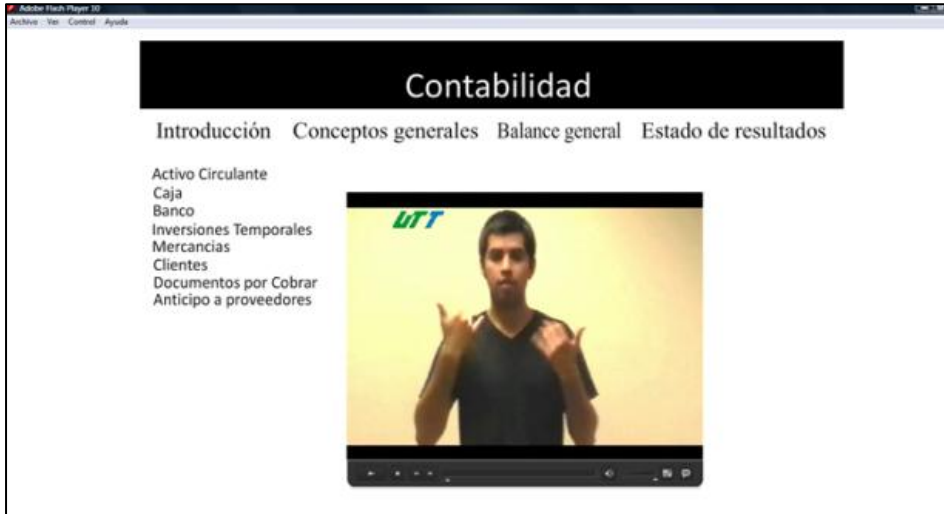 Adobe Flash Player 10
Archivo Ver Control Ayuda
Contabilidad
Introducción Conceptos generales Balance general Estado de resultados
Activo Circulante
Caja
Banco
Inversiones Temporales
Mercancias
Clientes
Documentos por Cobrar
Anticipo a proveedores
UTT